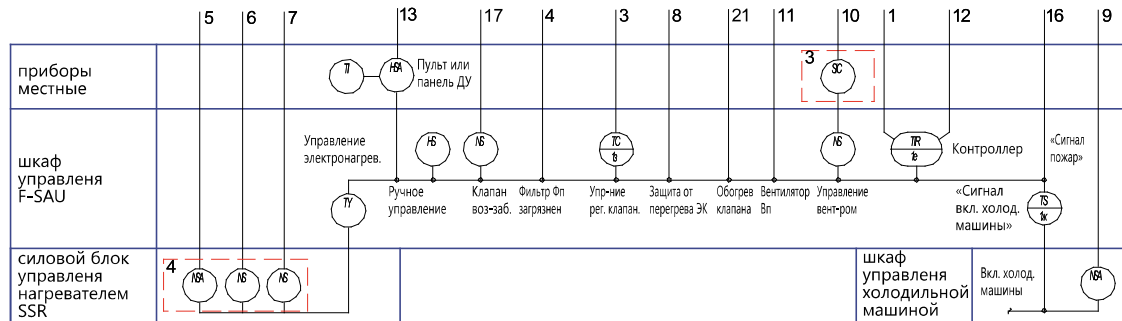 5 6 7 13 17 4 3 8 21 11 10 1 12 16 9
приборы
местные
TI
HSA
Пульт или
панель ДУ
3
SIC
шкаф
управленя
F-SAU
Управление
электронагрев.
HS
NS
TC
1з
NS
TIR
1е
Контроллер
«Сигнал
пожар»
TY
Ручное
управление
Клапан
воз-заб.
Фильтр Фп
загрязнен
Упр-ние
рег. клапан.
Защита от
перегрева ЭК
Обогрев
клапана
Вентилятор
Вп
Управление
вент-ром
«Сигнал
вкл. холод.
машины»
TS
1ж
силовой блок
управленя
нагревателем
SSR
4
NSA
NS
NS
шкаф
управленя
холодильной
машиной
Вкл. холод.
машины
NSA